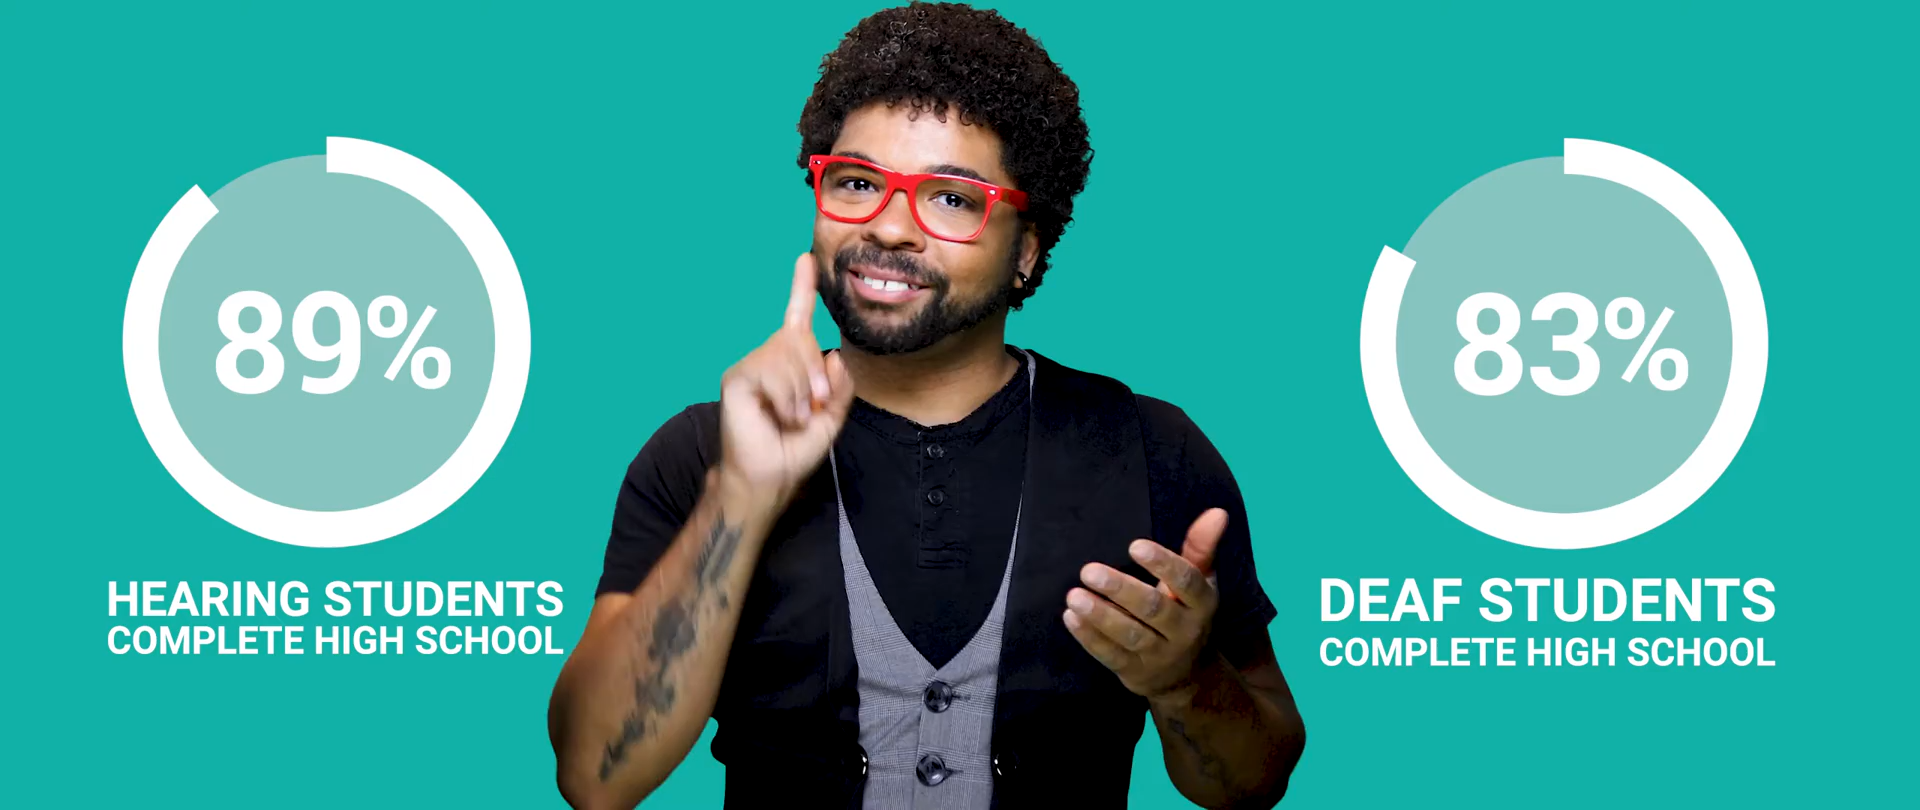 89%
HEARING STUDENTS
COMPLETE HIGH SCHOOL
83%
DEAF STUDENTS
COMPLETE HIGH SCHOOL